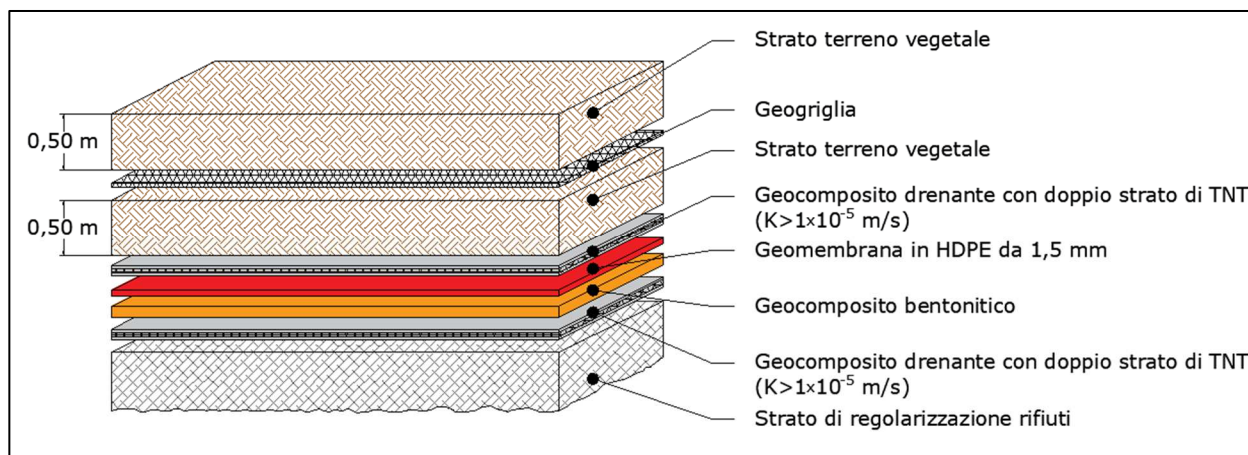 Strato terreno vegetale
0,50 m
Geogriglia
Strato terreno vegetale
0,50 m
Geocomposito drenante con doppio strato di TNT
(K>1×10⁻⁵ m/s)
Geomembrana in HDPE da 1,5 mm
Geocomposito bentonitico
Geocomposito drenante con doppio strato di TNT
(K>1×10⁻⁵ m/s)
Strato di regolarizzazione rifiuti